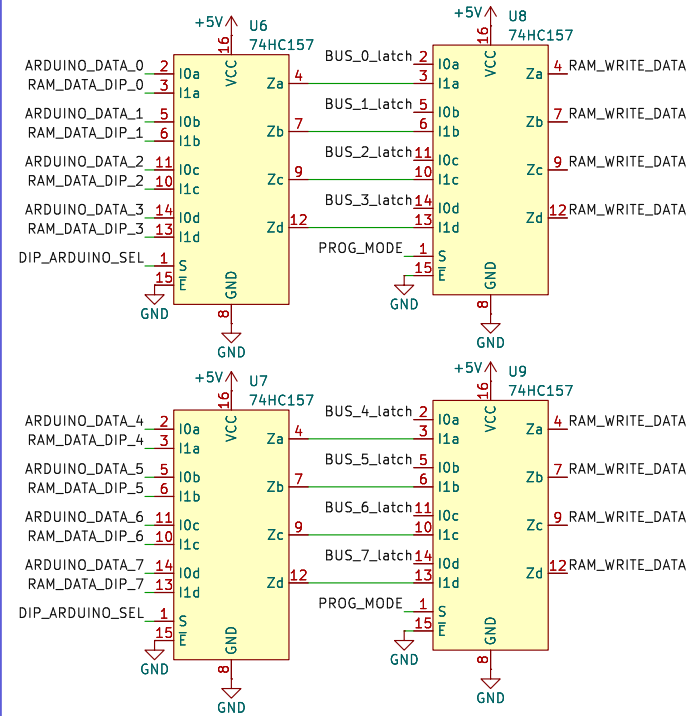 +5V U6
74HC157
16
VCC
ARDUINO_DATA_0 2 I0a
RAM_DATA_DIP_0 3 I1a
Za 4
ARDUINO_DATA_1 5 I0b
RAM_DATA_DIP_1 6 I1b
Zb 7
ARDUINO_DATA_2 11 I0c
RAM_DATA_DIP_2 10 I1c
Zc 9
ARDUINO_DATA_3 14 I0d
RAM_DATA_DIP_3 13 I1d
Zd 12
DIP_ARDUINO_SEL 1 S
15 E
GND
GND
8
GND
+5V U8
74HC157
16
VCC
BUS_0_latch 2 I0a
3 I1a
Za 4 RAM_WRITE_DATA
BUS_1_latch 5 I0b
6 I1b
Zb 7 RAM_WRITE_DATA
BUS_2_latch 11 I0c
10 I1c
Zc 9 RAM_WRITE_DATA
BUS_3_latch 14 I0d
13 I1d
Zd 12 RAM_WRITE_DATA
PROG_MODE 1 S
15 E
GND
GND
8
GND
+5V U7
74HC157
16
VCC
ARDUINO_DATA_4 2 I0a
RAM_DATA_DIP_4 3 I1a
Za 4
ARDUINO_DATA_5 5 I0b
RAM_DATA_DIP_5 6 I1b
Zb 7
ARDUINO_DATA_6 11 I0c
RAM_DATA_DIP_6 10 I1c
Zc 9
ARDUINO_DATA_7 14 I0d
RAM_DATA_DIP_7 13 I1d
Zd 12
DIP_ARDUINO_SEL 1 S
15 E
GND
GND
8
GND
+5V U9
74HC157
16
VCC
BUS_4_latch 2 I0a
3 I1a
Za 4 RAM_WRITE_DATA
BUS_5_latch 5 I0b
6 I1b
Zb 7 RAM_WRITE_DATA
BUS_6_latch 11 I0c
10 I1c
Zc 9 RAM_WRITE_DATA
BUS_7_latch 14 I0d
13 I1d
Zd 12 RAM_WRITE_DATA
PROG_MODE 1 S
15 E
GND
GND
8
GND